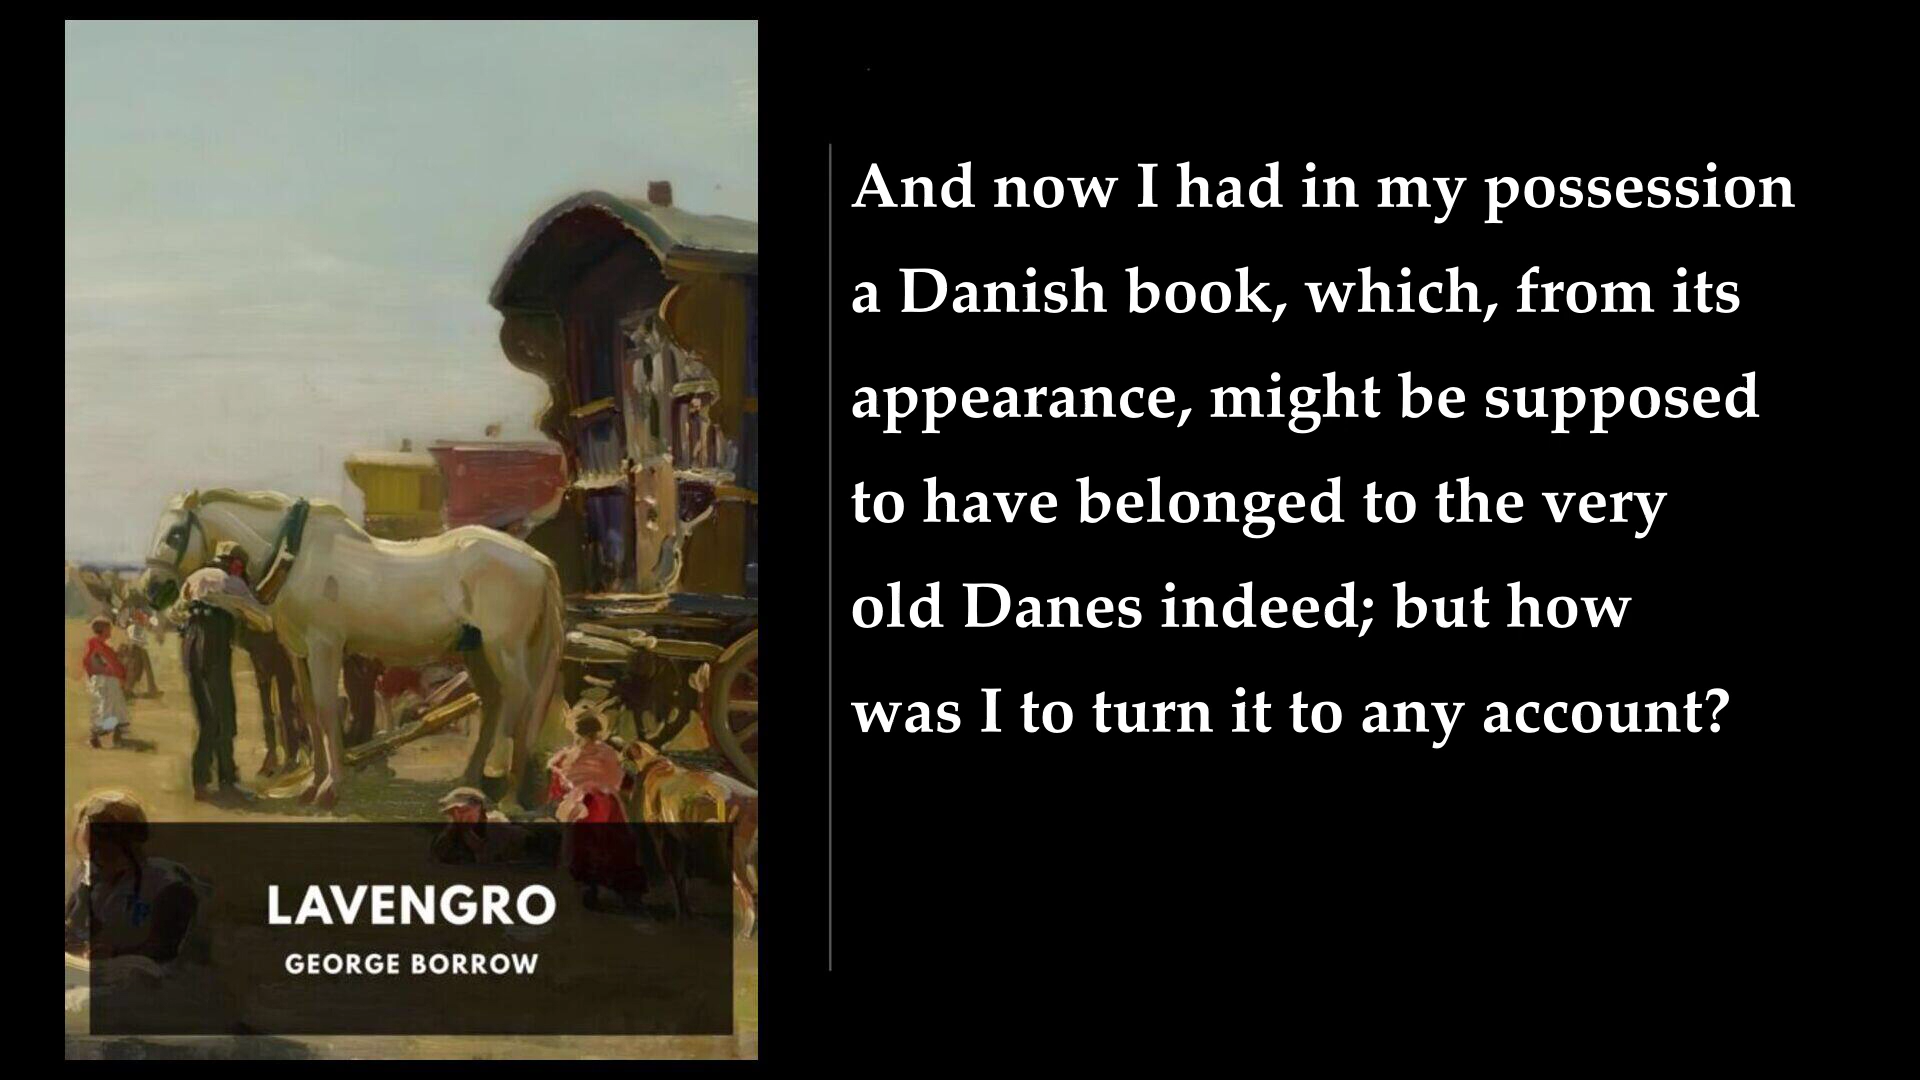 And now I had in my possession
a Danish book, which, from its
appearance, might be supposed
to have belonged to the very
old Danes indeed; but how
was I to turn it to any account?
LAVENGRO
GEORGE BORROW